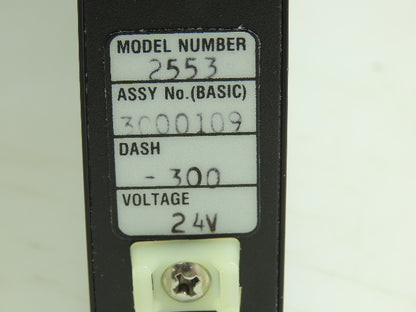 MODEL NUMBER
2553
ASSY No.(BASIC)
3000109
DASH
- 300
VOLTAGE
24V